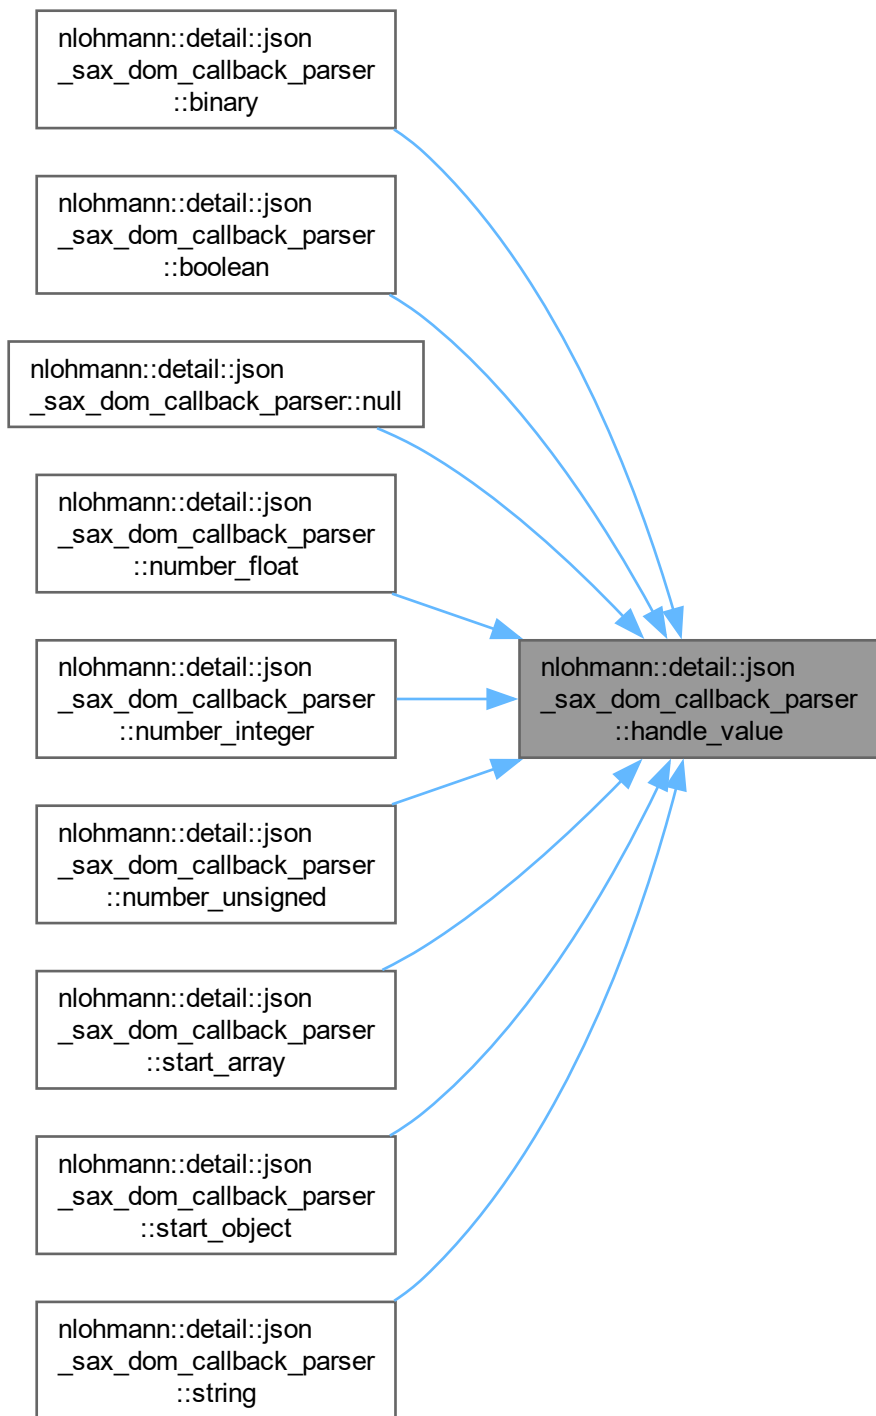 nlohmann::detail::json
_sax_dom_callback_parser
::binary
nlohmann::detail::json
_sax_dom_callback_parser
::boolean
nlohmann::detail::json
_sax_dom_callback_parser::null
nlohmann::detail::json
_sax_dom_callback_parser
::number_float
nlohmann::detail::json
_sax_dom_callback_parser
::number_integer
nlohmann::detail::json
_sax_dom_callback_parser
::number_unsigned
nlohmann::detail::json
_sax_dom_callback_parser
::start_array
nlohmann::detail::json
_sax_dom_callback_parser
::start_object
nlohmann::detail::json
_sax_dom_callback_parser
::string
nlohmann::detail::json
_sax_dom_callback_parser
::handle_value